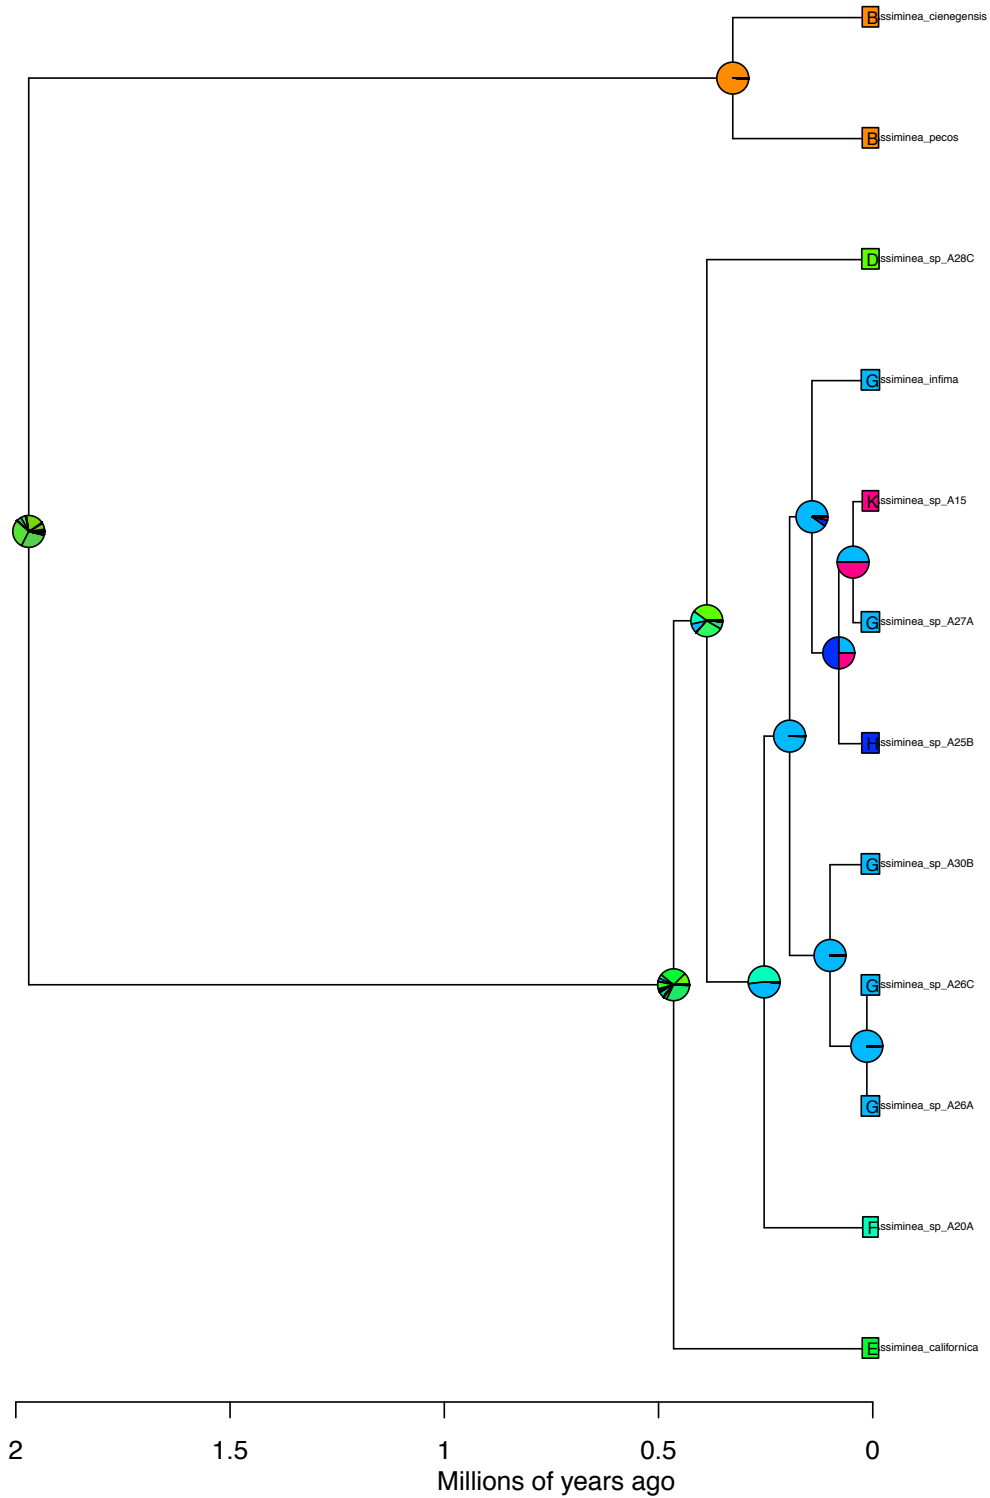 B ssiminea_cienegensis
B ssiminea_pecos
D ssiminea_sp_A28C
G ssiminea_infima
K ssiminea_sp_A15
G ssiminea_sp_A27A
H ssiminea_sp_A25B
G ssiminea_sp_A30B
G ssiminea_sp_A26C
G ssiminea_sp_A26A
F ssiminea_sp_A20A
E ssiminea_californica
2 1.5 1 0.5 0
Millions of years ago